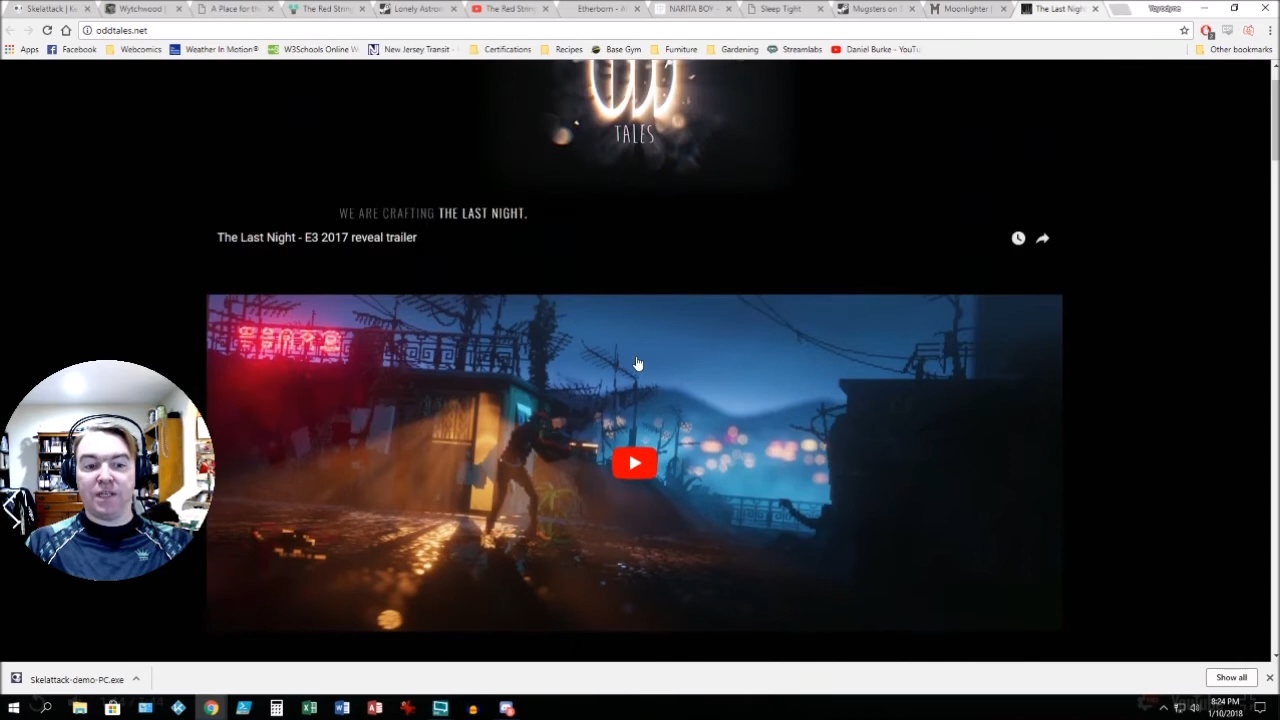 Skelattack | Ke
Wytchwood |
A Place for th
The Red String
Lonely Astron
The Red Strin
Etherborn - A
NARITA BOY -
Sleep Tight
Mugsters on S
Moonlighter |
The Last Nigh
Yoyodyne
oddtales.net
Apps
Facebook
Webcomics
Weather In Motion®
W3Schools Online W
New Jersey Transit -
Certifications
Recipes
Base Gym
Furniture
Gardening
Streamlabs
Daniel Burke - YouTu
Other bookmarks
TALES
WE ARE CRAFTING THE LAST NIGHT.
The Last Night - E3 2017 reveal trailer
Skelattack-demo-PC.exe
Show all
8:24 PM
1/10/2018